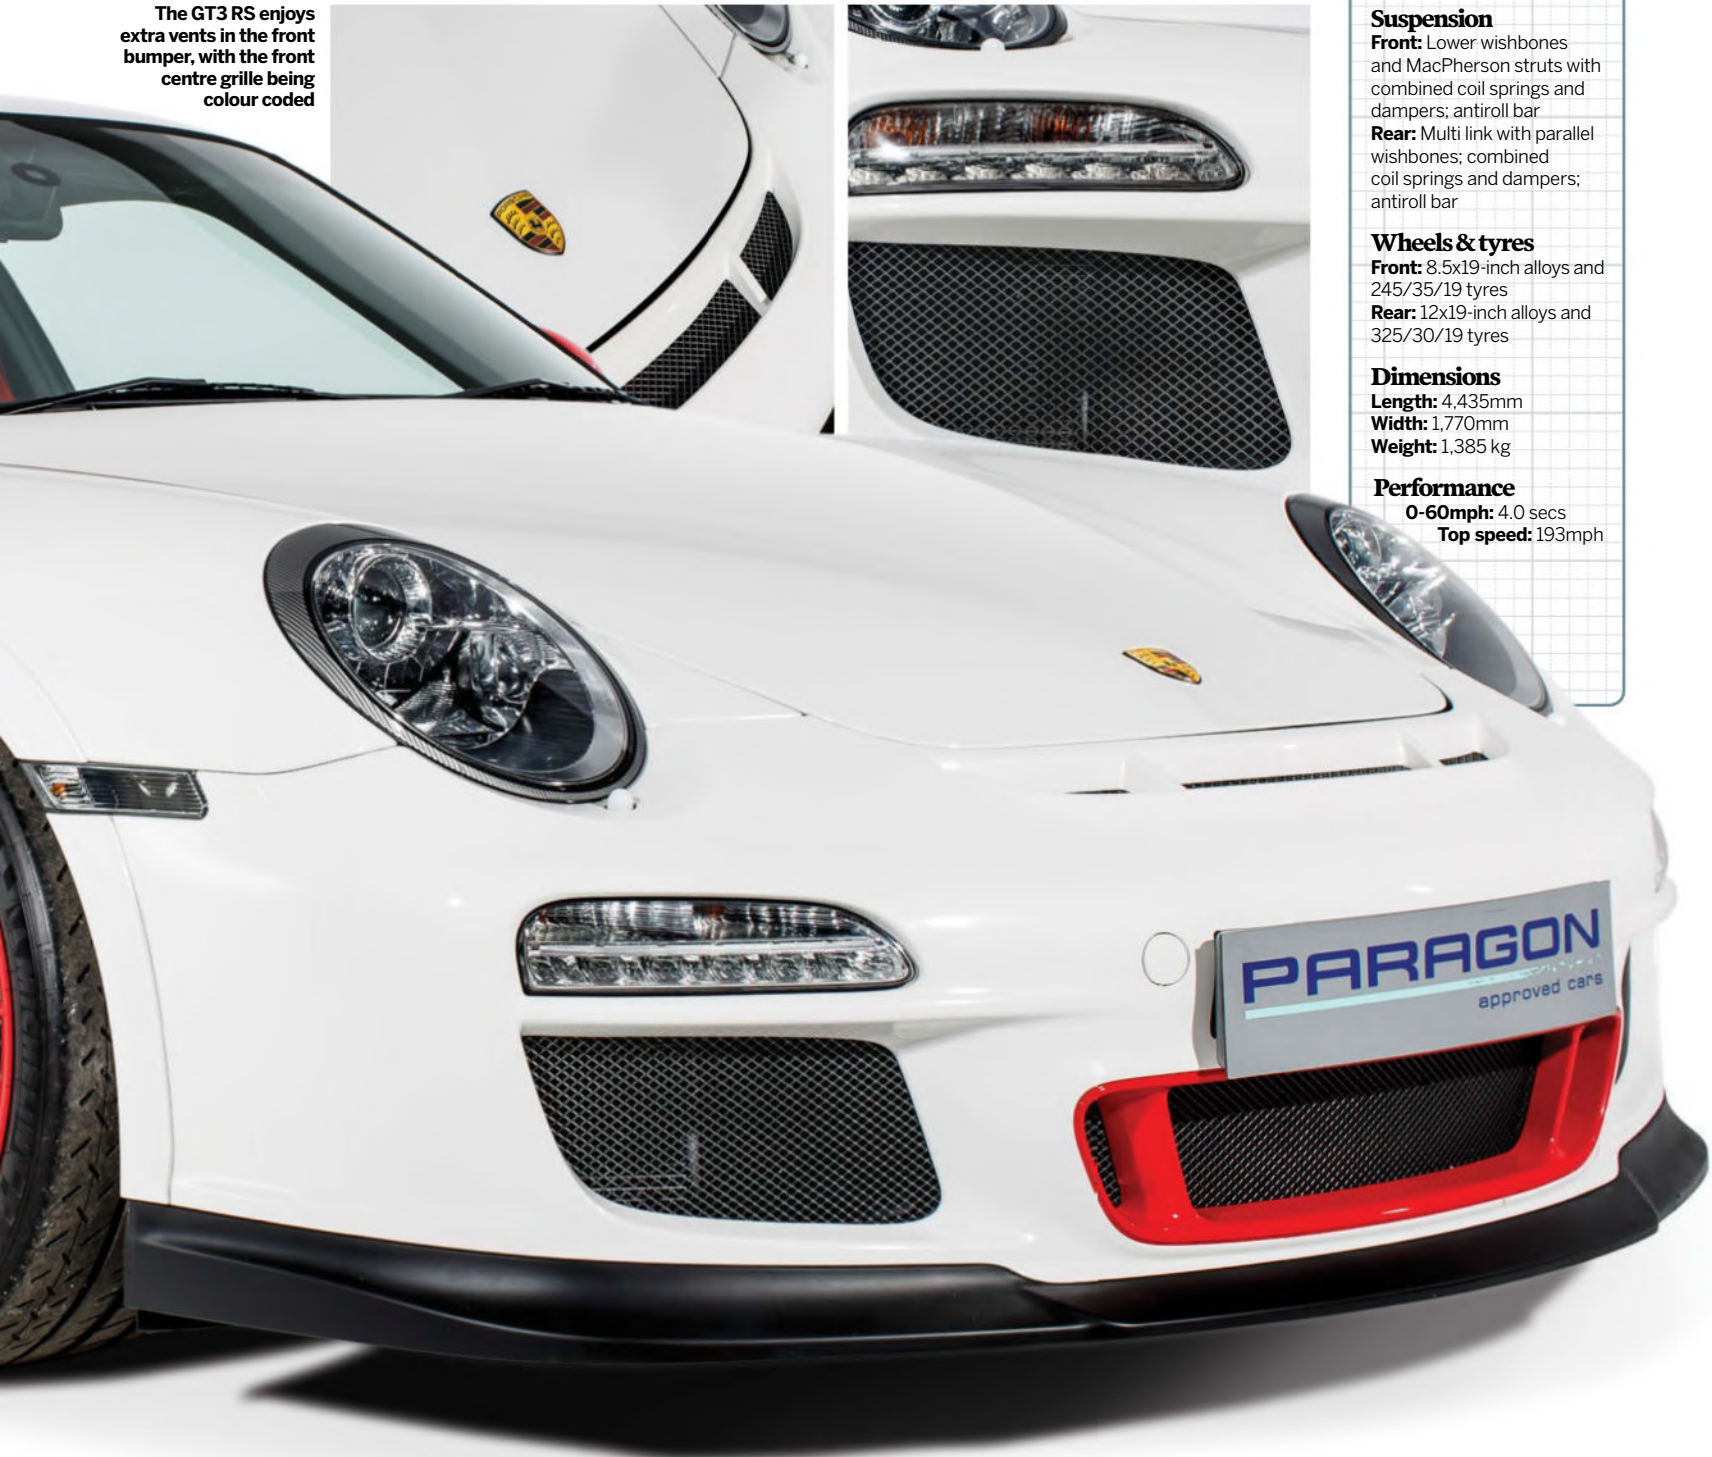 The GT3 RS enjoys
extra vents in the front
bumper, with the front
centre grille being
colour coded
Suspension
Front: Lower wishbones
and MacPherson struts with
combined coil springs and
dampers; antiroll bar
Rear: Multi link with parallel
wishbones; combined
coil springs and dampers;
antiroll bar
Wheels & tyres
Front: 8.5x19-inch alloys and
245/35/19 tyres
Rear: 12x19-inch alloys and
325/30/19 tyres
Dimensions
Length: 4,435mm
Width: 1,770mm
Weight: 1,385 kg
Performance
0-60mph: 4.0 secs
Top speed: 193mph
PARAGON
approved cars